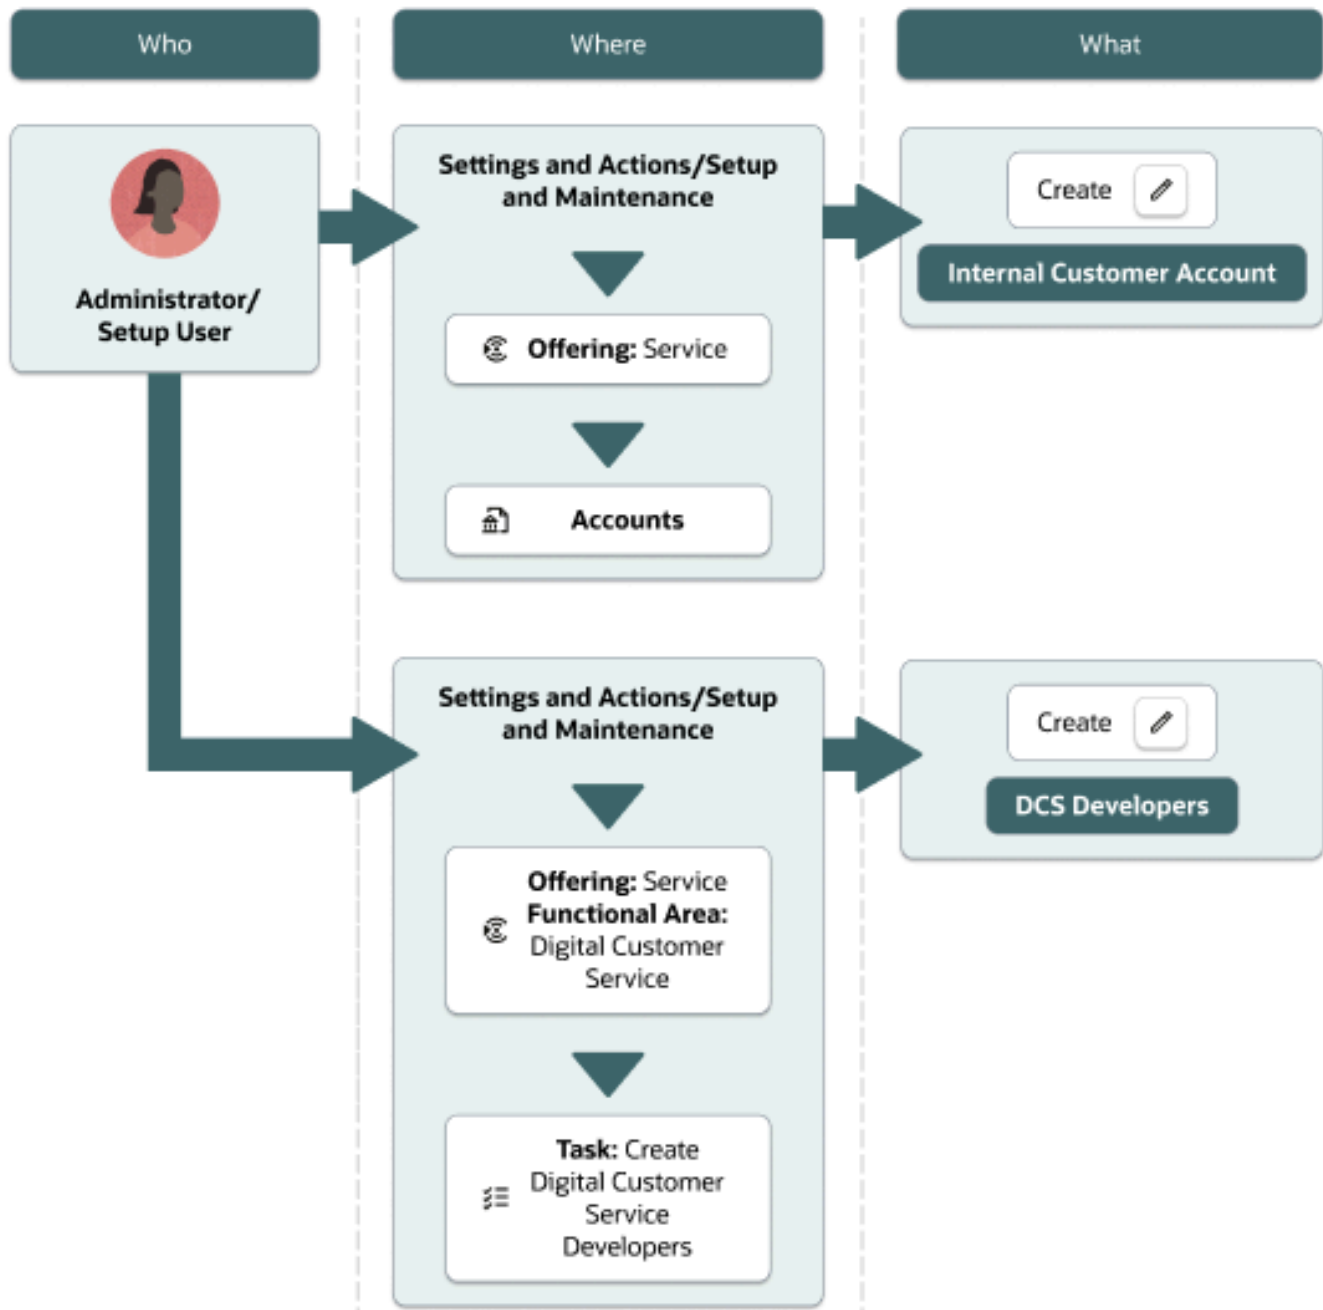 Who
Where
What
Administrator/
Setup User
Settings and Actions/Setup
and Maintenance
Offering: Service
Accounts
Create
Internal Customer Account
Settings and Actions/Setup
and Maintenance
Offering: Service
Functional Area:
Digital Customer
Service
Task: Create
Digital Customer
Service
Developers
Create
DCS Developers